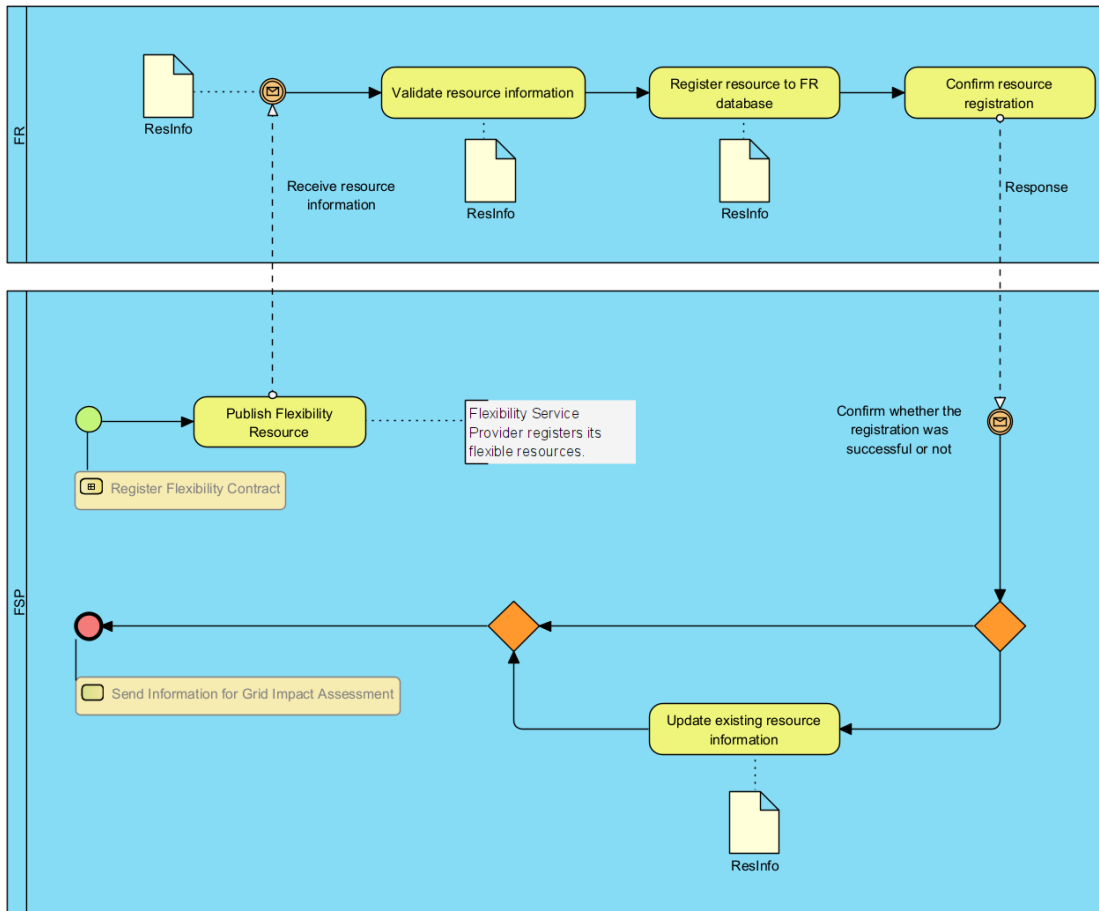 FR
ResInfo
Validate resource information
Register resource to FR
database
Confirm resource
registration
ResInfo
ResInfo
Receive resource
information
Response
FSP
Publish Flexibility
Resource
Flexibility Service
Provider registers its
flexible resources.
Confirm whether the
registration was
successful or not
Register Flexibility Contract
Send Information for Grid Impact Assessment
Update existing resource
information
ResInfo